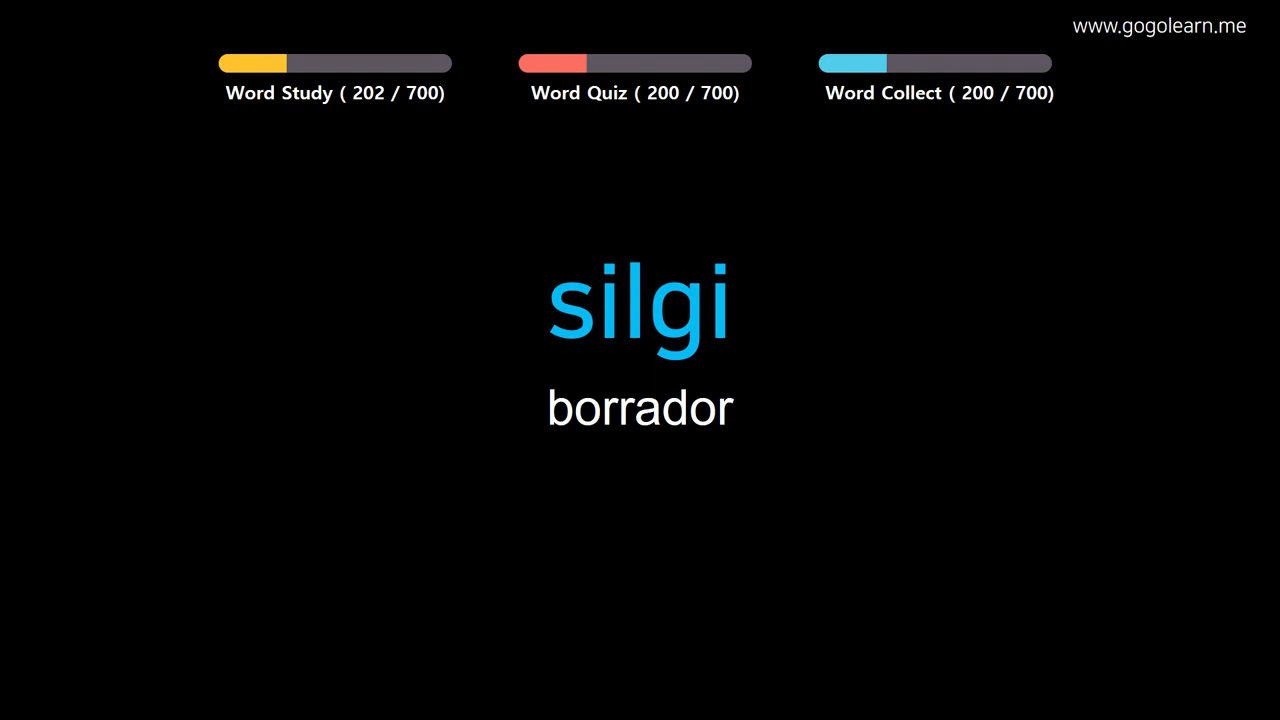 www.gogolearn.me
Word Study ( 202 / 700)
Word Quiz ( 200 / 700)
Word Collect ( 200 / 700)
silgi
borrador